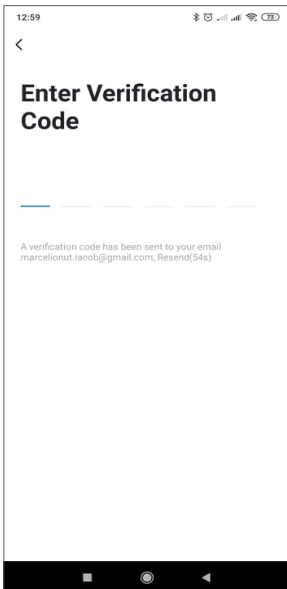 12:59
73
Enter Verification
Code
A verification code has been sent to your email
marcelionut.iacob@gmail.com, Resend(54s)